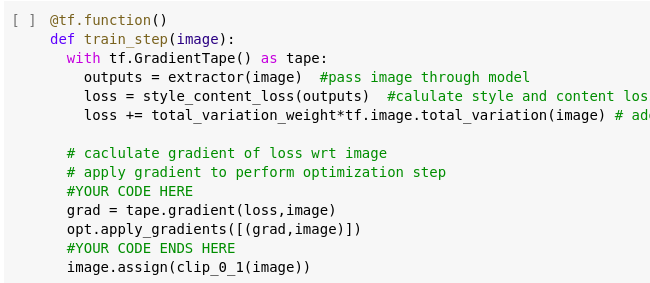 [ ] @tf.function()
def train_step(image):
with tf.GradientTape() as tape:
outputs = extractor(image) #pass image through model
loss = style_content_loss(outputs) #calulate style and content los
loss += total_variation_weight*tf.image.total_variation(image) # ad
# caclulate gradient of loss wrt image
# apply gradient to perform optimization step
#YOUR CODE HERE
grad = tape.gradient(loss,image)
opt.apply_gradients([(grad,image)])
#YOUR CODE ENDS HERE
image.assign(clip_0_1(image))